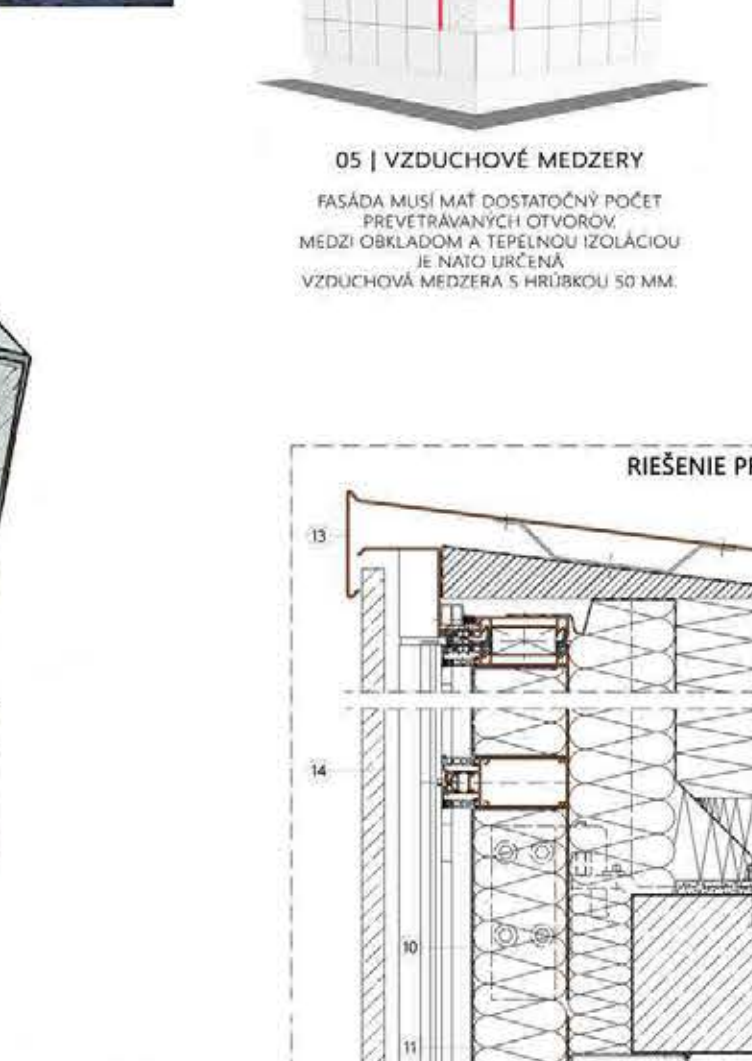 05 | VZDUCHOVÉ MEDZERY
FASÁDA MUSÍ MAŤ DOSTATOČNÝ POČET
PREVETRÁVANÝCH OTVOROV.
MEDZI OBKLADOM A TEPELNOU IZOLÁCIOU
JE NATO URČENÁ
VZDUCHOVÁ MEDZERA S HRÚBKOU 50 MM.
RIEŠENIE
13
14
10
11